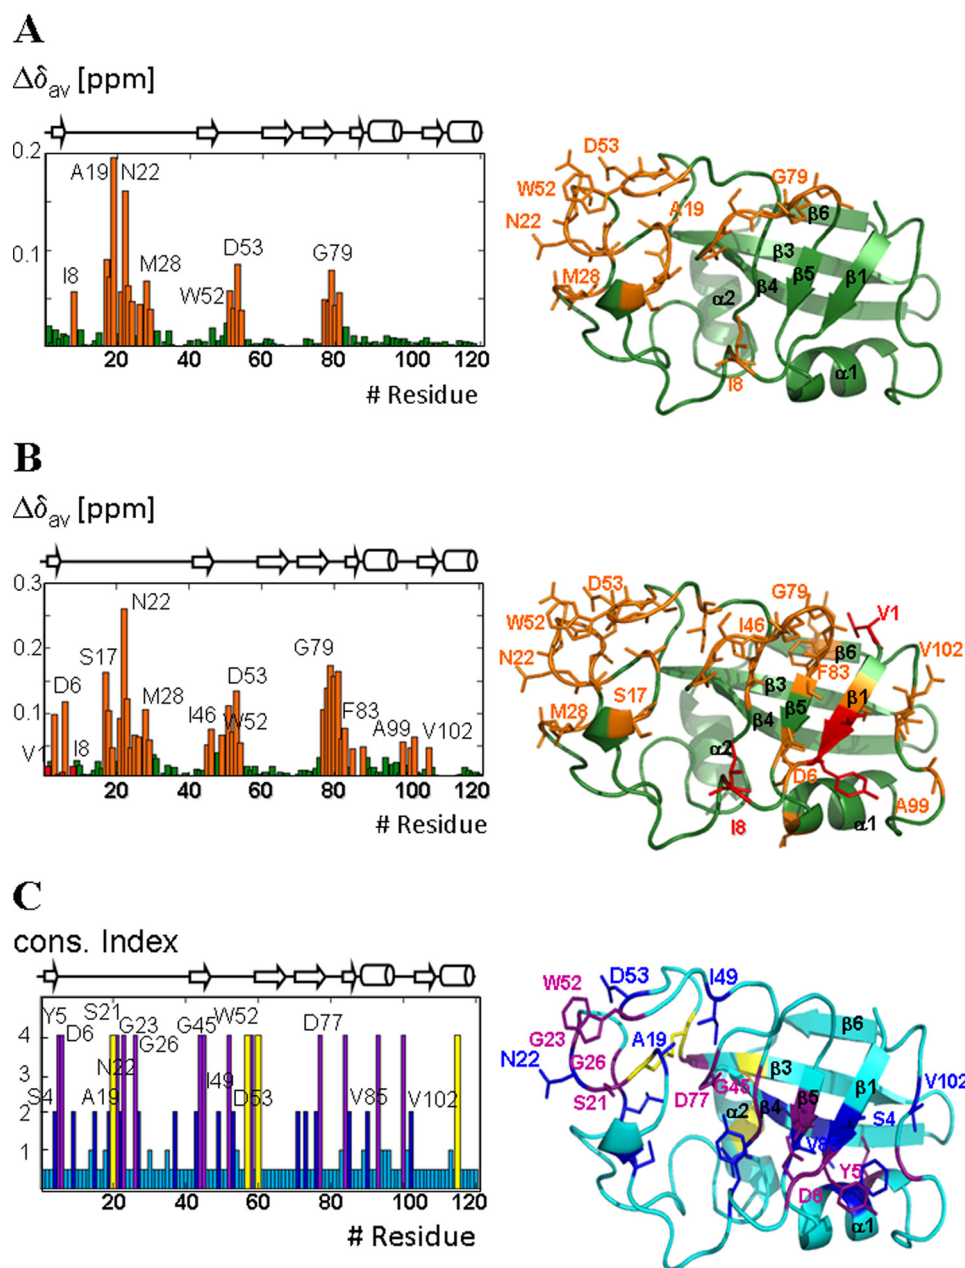 A
Δδav [ppm]
0.2
0.1
A19
N22
I8
M28
W52
D53
G79
20
40
60
80
100
120
# Residue
D53
W52
N22
A19
M28
I8
G79
β6
β3
β5
β1
β4
α2
α1
B
Δδav [ppm]
0.3
0.2
0.1
N22
S17
D6
M28
V1
I8
I46
D53
W52
G79
F83
A99
V102
20
40
60
80
100
120
# Residue
D53
W52
N22
S17
M28
I46
G79
V1
V102
β6
F83
β3
β1
β5
β4
α2
D6
I8
α1
A99
C
cons. Index
4
3
2
1
Y5
D6
S21
G23
N22
G26
S4
A19
G45
W52
I49
D53
D77
V85
V102
20
40
60
80
100
120
# Residue
W52
D53
I49
G23
G26
A19
N22
S21
D77
G45
β6
β3
β5
β1
V102
α2
β4
S4
V85
Y5
D6
α1